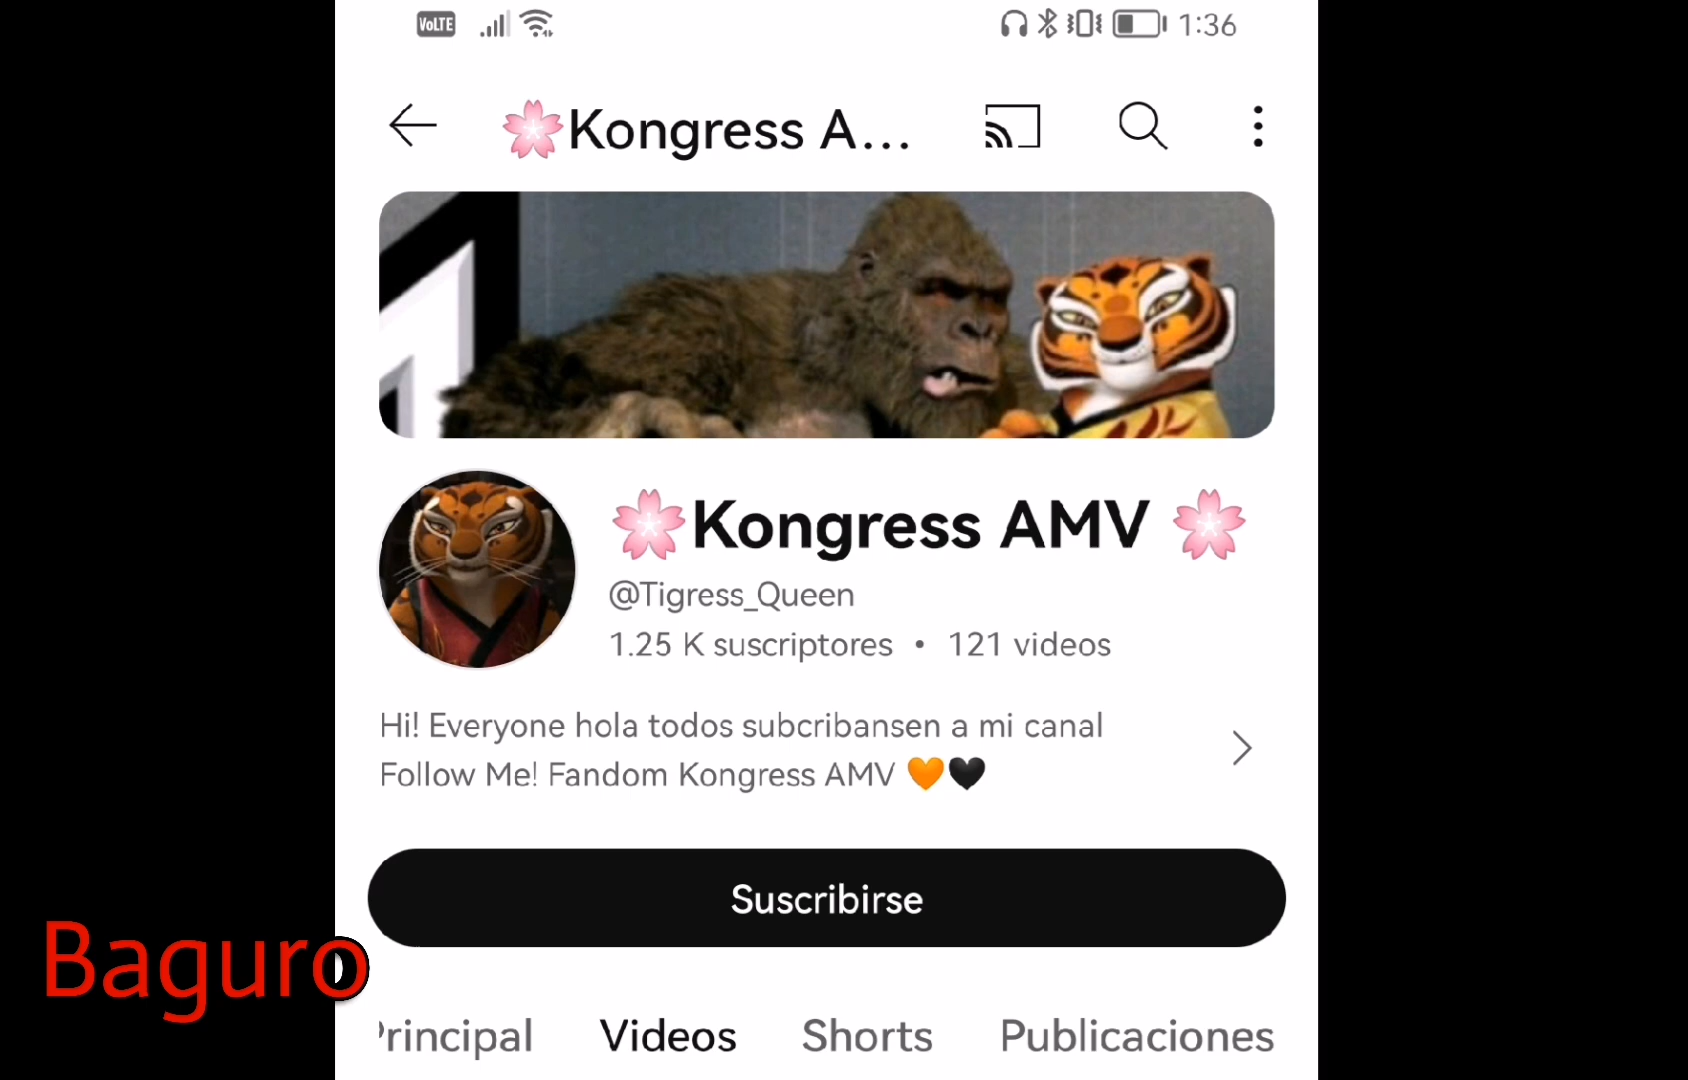 VoLTE 1:36
🌸Kongress A...
🌸Kongress AMV 🌸
@Tigress_Queen
1.25 K suscriptores • 121 videos
Hi! Everyone hola todos subcribansen a mi canal
Follow Me! Fandom Kongress AMV 🧡🖤
Suscribirse
Baguro
Principal Videos Shorts Publicaciones